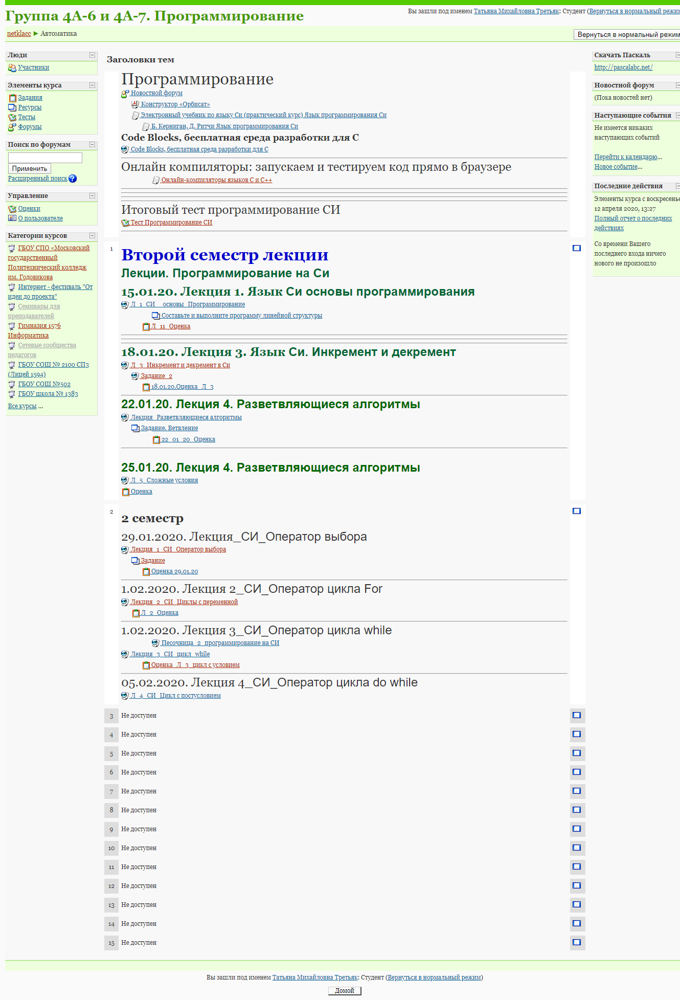 Группа 4А-6 и 4А-7. Программирование
Вы зашли под именем Татьяна Михайловна Третьяк: Студент (Вернуться в нормальный режим
netklacc ► Автоматика
Вернуться в нормальный режим
Люди
Участники
Элементы курса
Задания
Ресурсы
Тесты
Форумы
Поиск по форумам
Применить
Расширенный поиск ?
Управление
Оценки
О пользователе
Категории курсов
ГБОУ СПО «Московский
государственный
Политехнический колледж
им. Годовикова
Интернет - фестиваль "От
идеи до проекта"
Семинары для
преподавателей
Гимназия 1576
Информатика
Сетевые сообщества
педагогов
ГБОУ СОШ № 2100 СП3
(Лицей 1594)
ГБОУ СОШ №502
ГБОУ школа № 1383
Все курсы ...
Заголовки тем
Программирование
Новостной форум
Конструктор «Орбисат»
Электронный учебник по языку Си (практический курс) Язык программирования Си
Б. Керниган, Д. Ритчи Язык программирования Си
Code Blocks, бесплатная среда разработки для С
Code Blocks, бесплатная среда разработки для С
Онлайн компиляторы: запускаем и тестируем код прямо в браузере
Онлайн-компиляторы языков С и С++
Итоговый тест программирование СИ
Тест Программирование СИ
1
Второй семестр лекции
Лекции. Программирование на Си
15.01.20. Лекция 1. Язык Си основы программирования
Л_1_СИ__основы_Программирование
Составьте и выполните программу линейной структуры
Л_11_Оценка
18.01.20. Лекция 3. Язык Си. Инкремент и декремент
Л_3_Инкремент и декремент в Си
Задание_2
18.01.20.Оценка_Л_3
22.01.20. Лекция 4. Разветвляющиеся алгоритмы
Лекция_Разветвляющиеся алгоритмы
Задание. Ветвление
22_01_20_Оценка
25.01.20. Лекция 4. Разветвляющиеся алгоритмы
Л_5_Сложные условия
Оценка
2
2 семестр
29.01.2020. Лекция_СИ_Оператор выбора
Лекция_1_СИ_Оператор выбора
Задание
Оценка 29.01.20
1.02.2020. Лекция 2_СИ_Оператор цикла For
Лекция_2_СИ_Циклы с переменной
Л_2_Оценка
1.02.2020. Лекция 3_СИ_Оператор цикла while
Песочница_2_программирование на СИ
Лекция_3_СИ_цикл_while
Оценка_Л_3_цикл с условием
05.02.2020. Лекция 4_СИ_Оператор цикла do while
Л_4_СИ_Цикл с постусловием
3 Не доступен
4 Не доступен
5 Не доступен
6 Не доступен
7 Не доступен
8 Не доступен
9 Не доступен
10 Не доступен
11 Не доступен
12 Не доступен
13 Не доступен
14 Не доступен
15 Не доступен
Скачать Паскаль
http://pascalabc.net/
Новостной форум
(Пока новостей нет)
Наступающие события
Не имеется никаких
наступающих событий
Перейти к календарю...
Новое событие...
Последние действия
Элементы курса с воскресенье
12 апреля 2020, 13:27
Полный отчет о последних
действиях
Со времени Вашего
последнего входа ничего
нового не произошло
Вы зашли под именем Татьяна Михайловна Третьяк: Студент (Вернуться в нормальный режим)
Домой